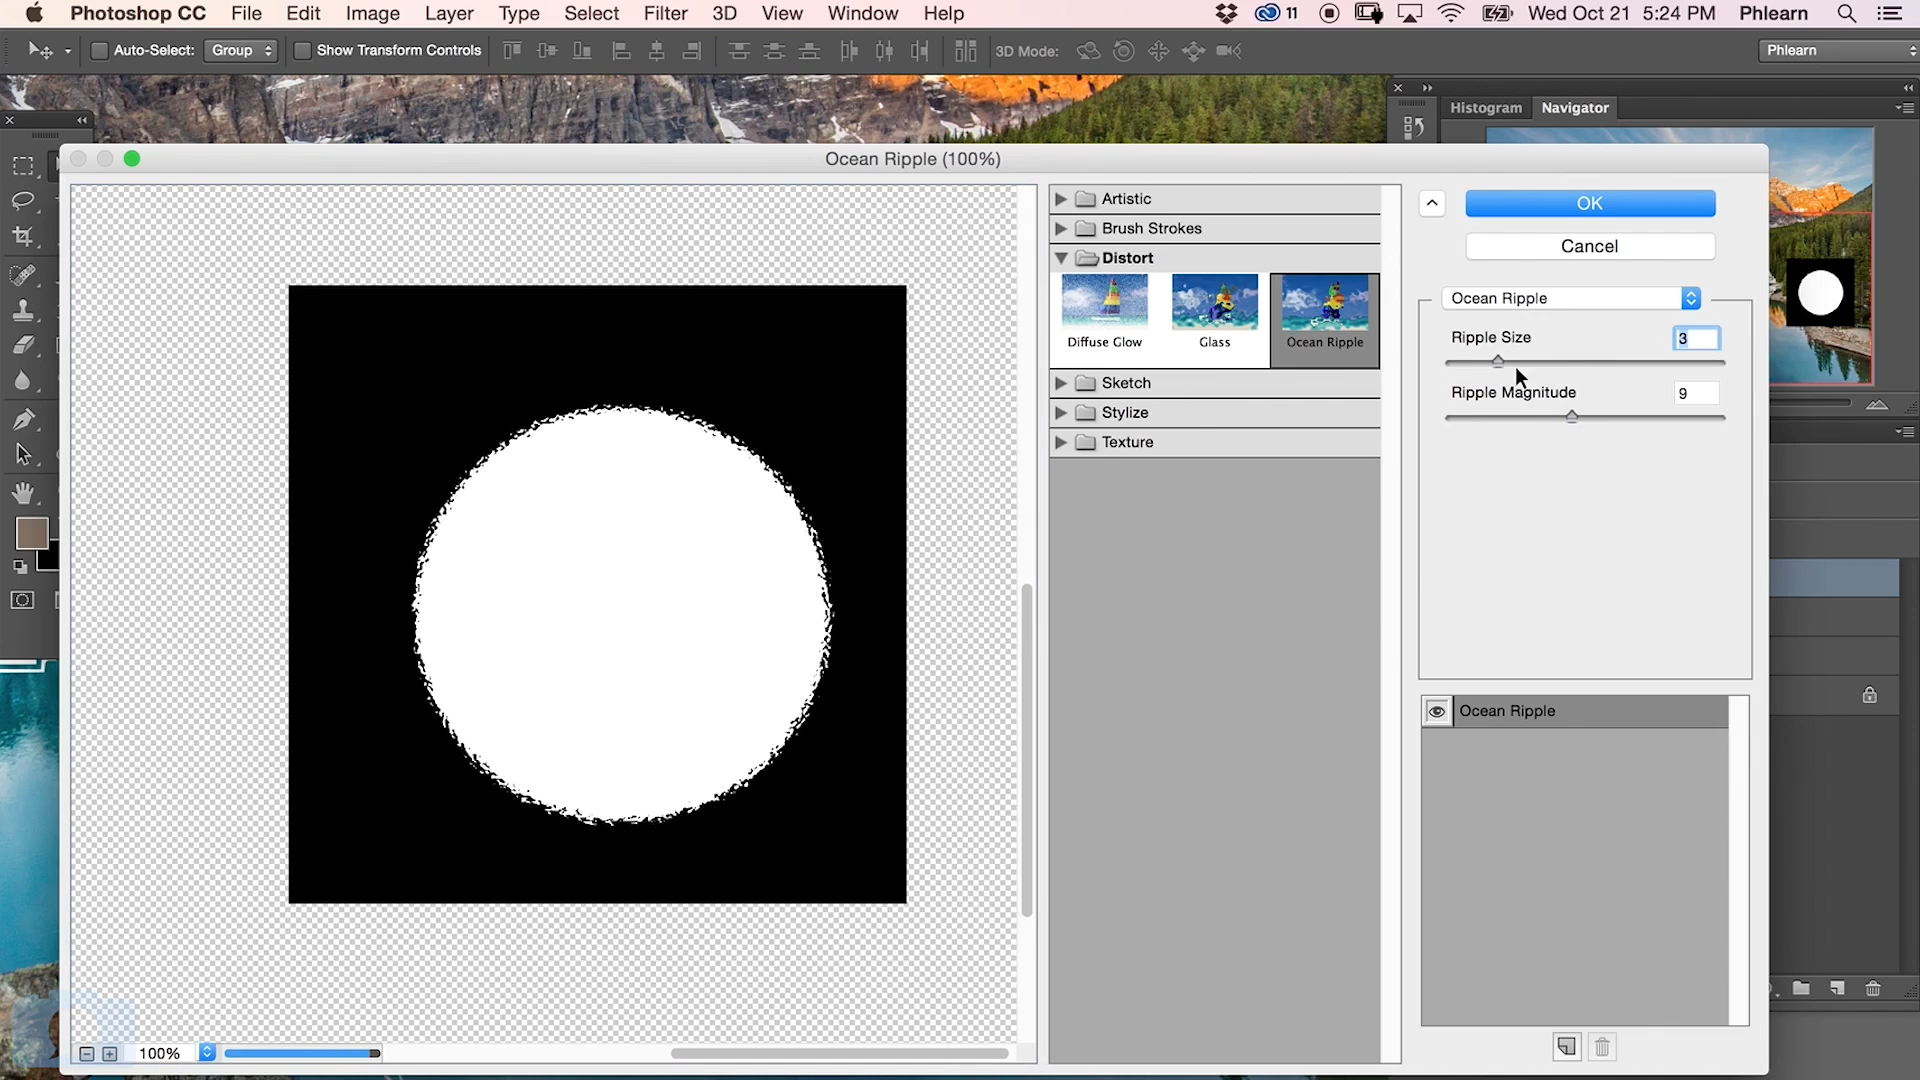 Photoshop CC File Edit Image Layer Type Select Filter 3D View Window Help 11 Wed Oct 21 5:24 PM Phlearn
Auto-Select: Group Show Transform Controls 3D Mode: Phlearn
Histogram Navigator
Ocean Ripple (100%)
Artistic
Brush Strokes
Distort
Diffuse Glow Glass Ocean Ripple
Sketch
Stylize
Texture
OK
Cancel
Ocean Ripple
Ripple Size 3
Ripple Magnitude 9
Ocean Ripple
100%